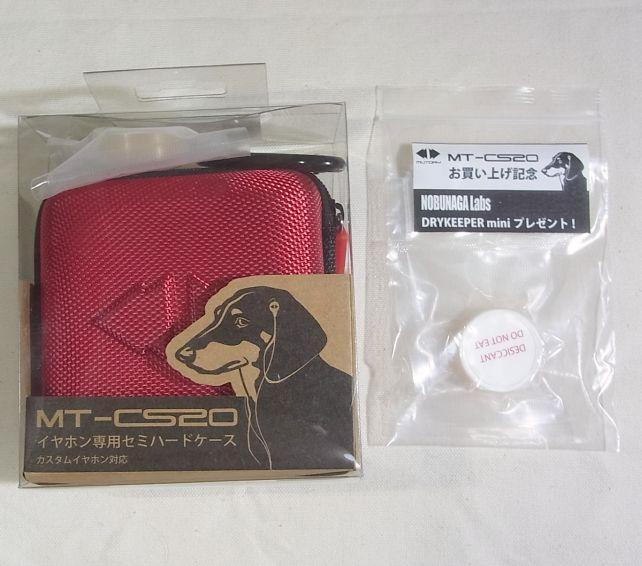 MT-CS20
イヤホン専用セミハードケース
カスタムイヤホン対応
MUTORY
MT-CS20
お買い上げ記念
NOBUNAGA Labs
DRYKEEPER mini プレゼント!
DESICCANT
DO NOT EAT